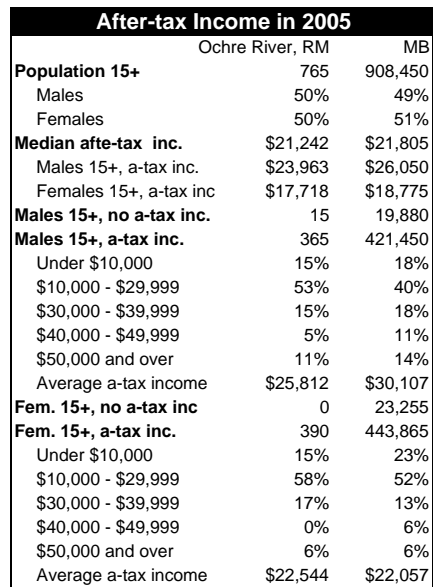 After-tax Income in 2005
Ochre River, RM MB
Population 15+ 765 908,450
Males 50% 49%
Females 50% 51%
Median afte-tax inc. $21,242 $21,805
Males 15+, a-tax inc. $23,963 $26,050
Females 15+, a-tax inc $17,718 $18,775
Males 15+, no a-tax inc. 15 19,880
Males 15+, a-tax inc. 365 421,450
Under $10,000 15% 18%
$10,000 - $29,999 53% 40%
$30,000 - $39,999 15% 18%
$40,000 - $49,999 5% 11%
$50,000 and over 11% 14%
Average a-tax income $25,812 $30,107
Fem. 15+, no a-tax inc 0 23,255
Fem. 15+, a-tax inc. 390 443,865
Under $10,000 15% 23%
$10,000 - $29,999 58% 52%
$30,000 - $39,999 17% 13%
$40,000 - $49,999 0% 6%
$50,000 and over 6% 6%
Average a-tax income $22,544 $22,057